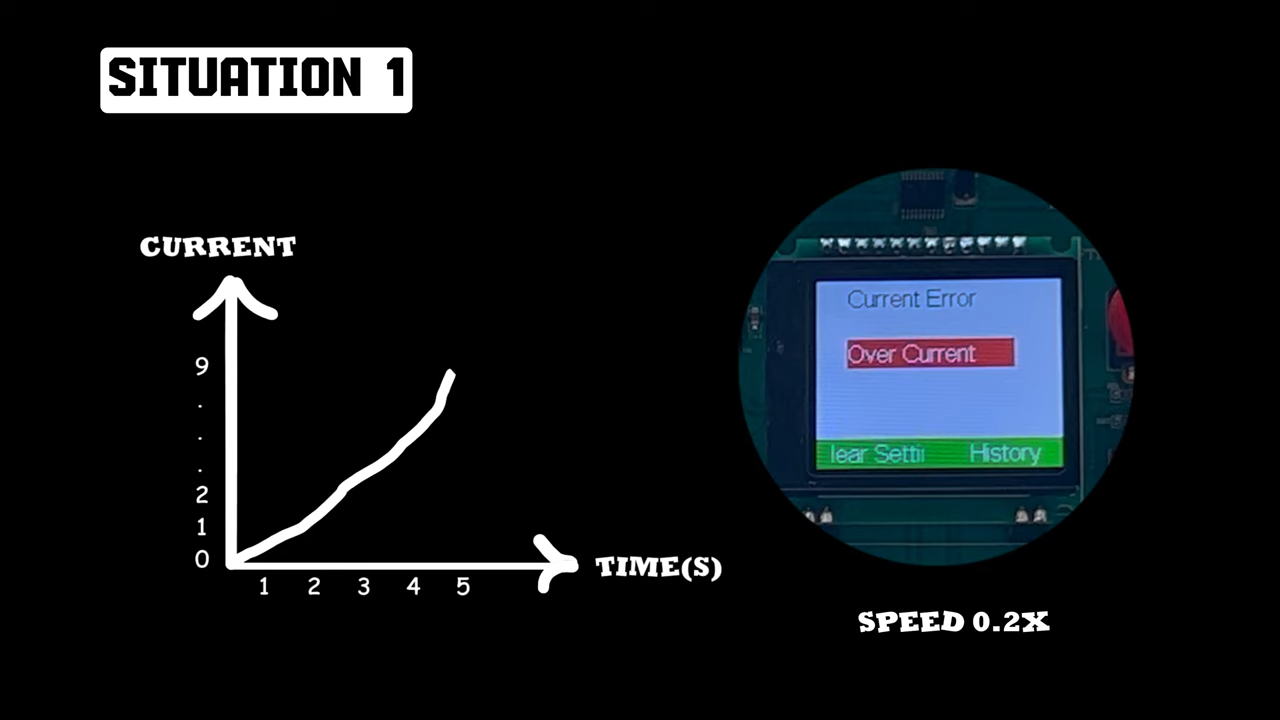 SITUATION 1
CURRENT
9
.
.
.
2
1
0
1 2 3 4 5
TIME(S)
Current Error
Over Current
lear Settii History
SPEED 0.2X